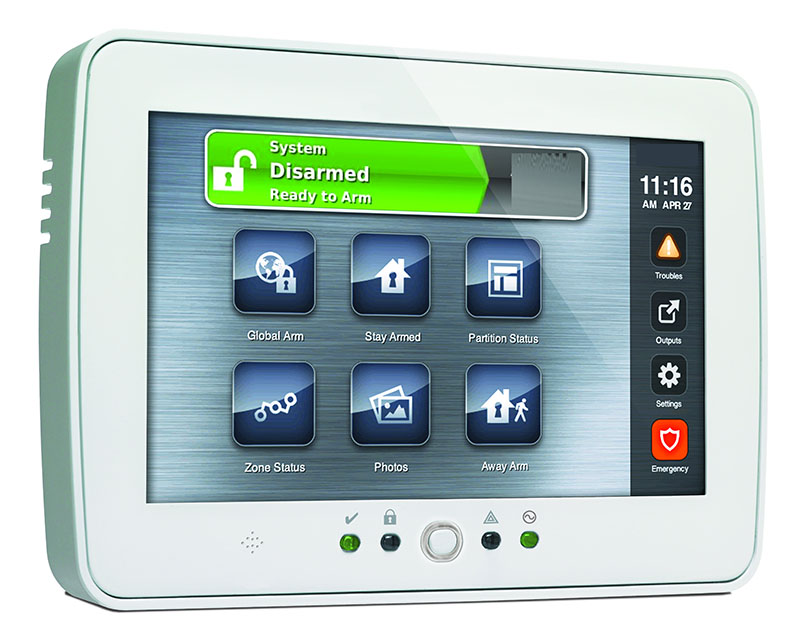 System
Disarmed
Ready to Arm
11:16
AM APR 27
Troubles
Outputs
Settings
Emergency
Global Arm
Stay Armed
Partition Status
Zone Status
Photos
Away Arm